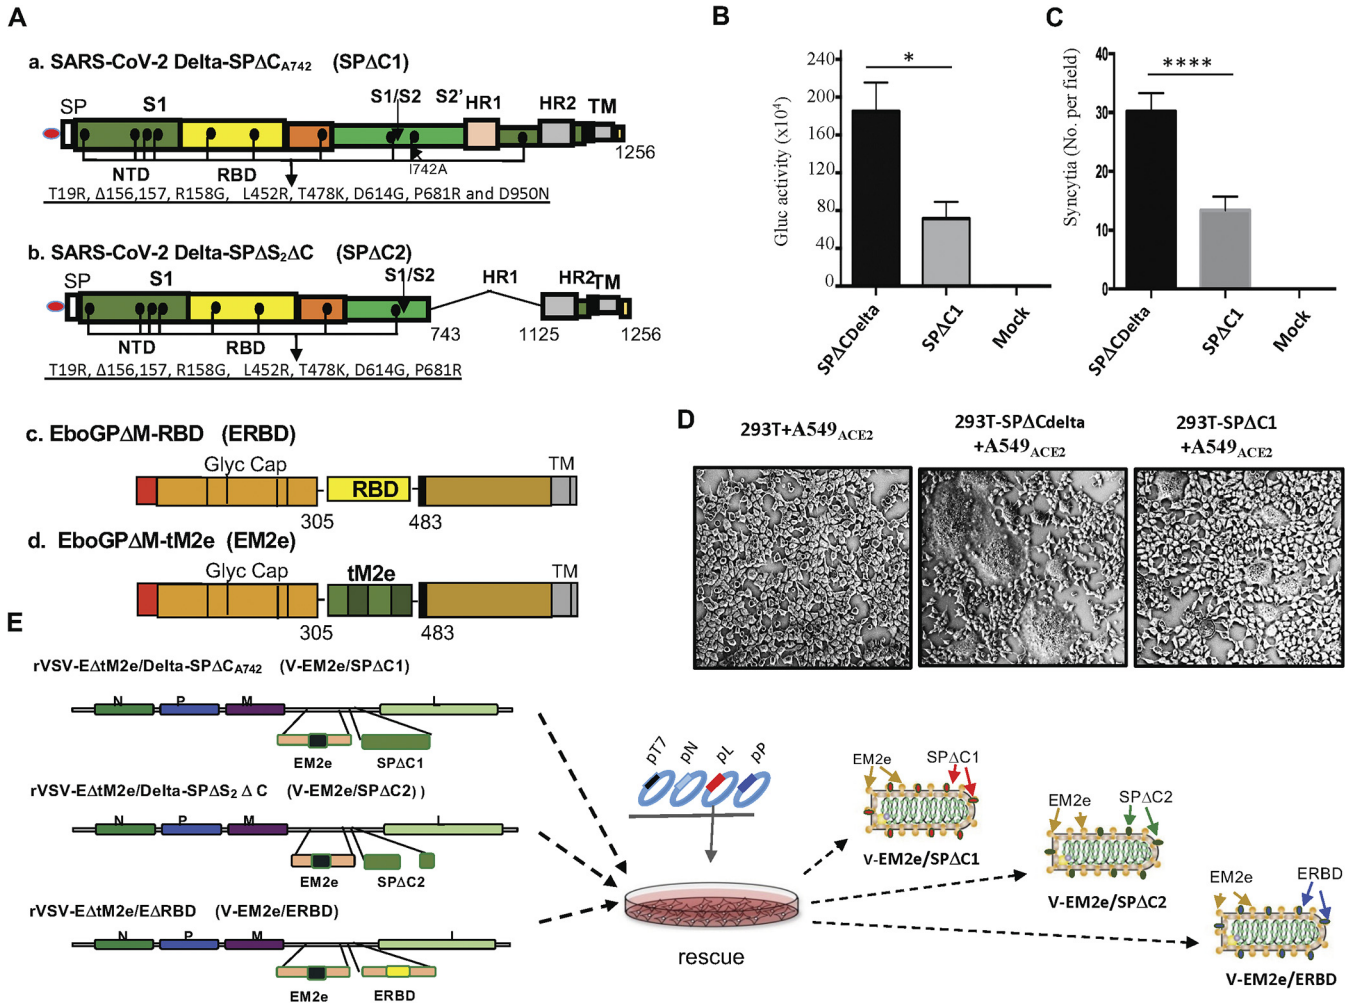 A
a. SARS-CoV-2 Delta-SPΔC_A742 (SPΔC1)
SP
S1
S1/S2
S2'
HR1
HR2
TM
1256
I742A
NTD
RBD
T19R, Δ156,157, R158G, L452R, T478K, D614G, P681R and D950N
b. SARS-CoV-2 Delta-SPΔS₂ΔC (SPΔC2)
SP
S1
S1/S2
HR1
HR2
TM
743
1125
1256
NTD
RBD
T19R, Δ156,157, R158G, L452R, T478K, D614G, P681R
c. EboGPΔM-RBD (ERBD)
Glyc Cap
RBD
TM
305
483
d. EboGPΔM-tM2e (EM2e)
Glyc Cap
tM2e
TM
305
483
B
Gluc activity (x10⁴)
240
200
160
120
80
40
0
*
SPΔCDelta
SPΔC1
Mock
C
Syncytia (No. per field)
40
30
20
10
0
****
SPΔCDelta
SPΔC1
Mock
D
293T+A549_ACE2
293T-SPΔCdelta
+A549_ACE2
293T-SPΔC1
+A549_ACE2
E
rVSV-EΔtM2e/Delta-SPΔC_A742 (V-EM2e/SPΔC1)
N
P
M
L
EM2e
SPΔC1
rVSV-EΔtM2e/Delta-SPΔS₂ Δ C (V-EM2e/SPΔC2) )
N
P
M
L
EM2e
SPΔC2
rVSV-EΔtM2e/EΔRBD (V-EM2e/ERBD)
N
P
M
L
EM2e
ERBD
pT7
pN
pL
pP
rescue
EM2e
SPΔC1
V-EM2e/SPΔC1
EM2e
SPΔC2
V-EM2e/SPΔC2
EM2e
ERBD
V-EM2e/ERBD